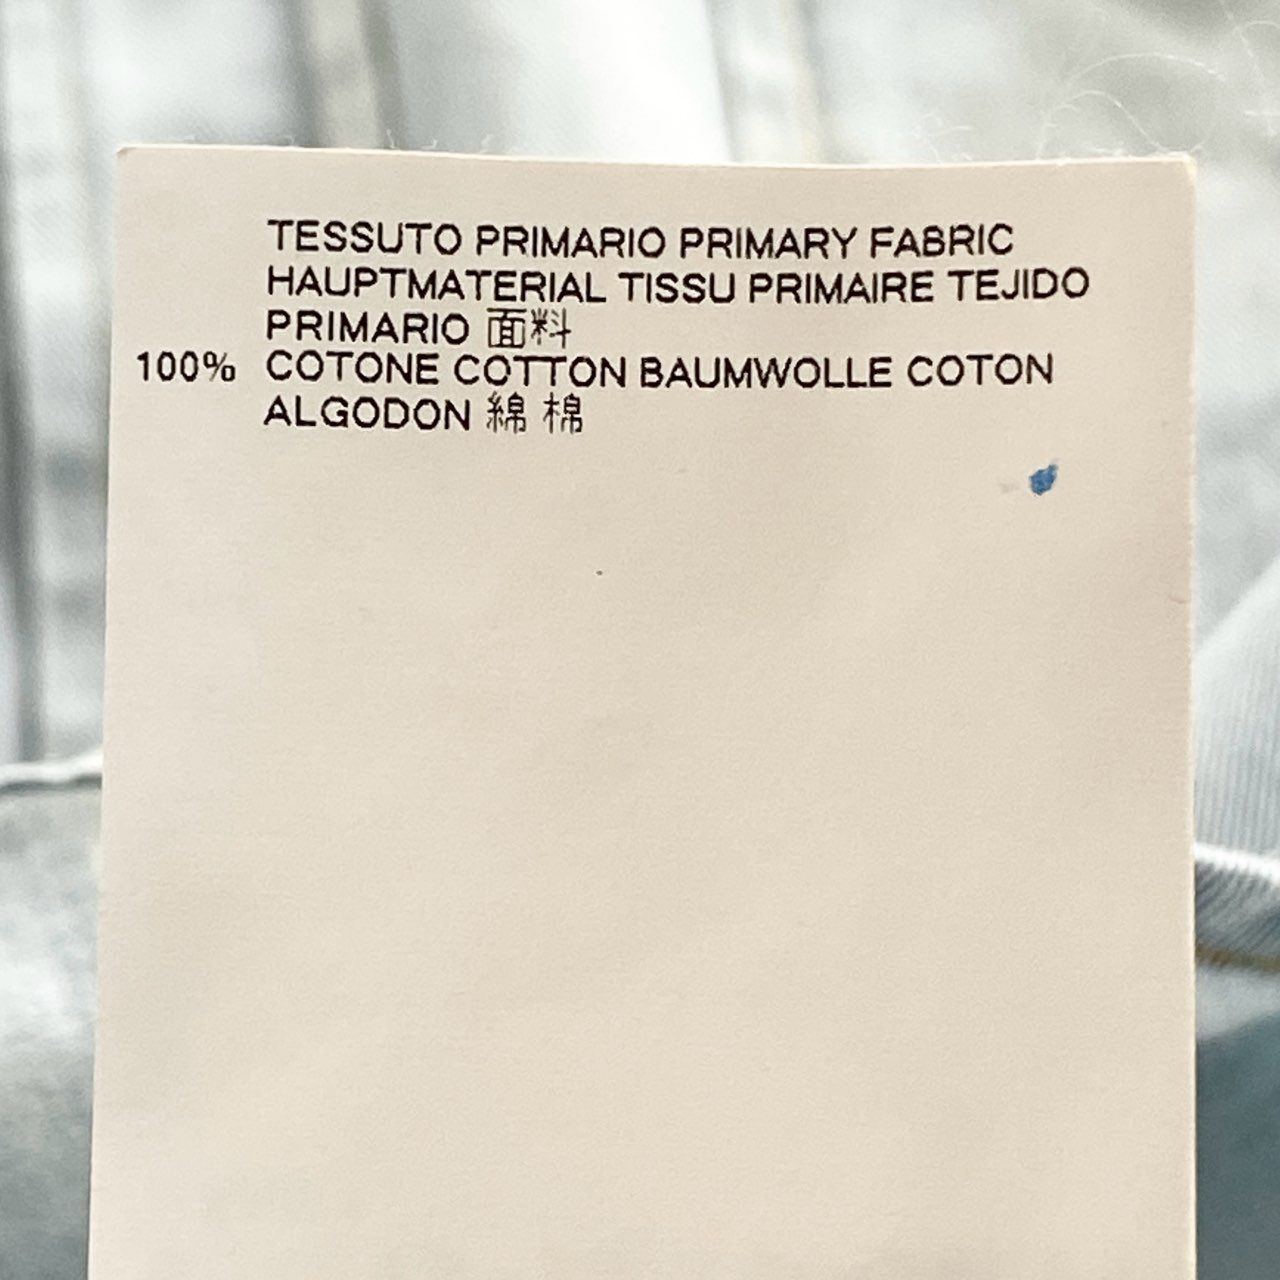 TESSUTO PRIMARIO PRIMARY FABRIC
HAUPTMATERIAL TISSU PRIMAIRE TEJIDO
PRIMARIO 面料
100% COTONE COTTON BAUMWOLLE COTON
ALGODON 綿 棉